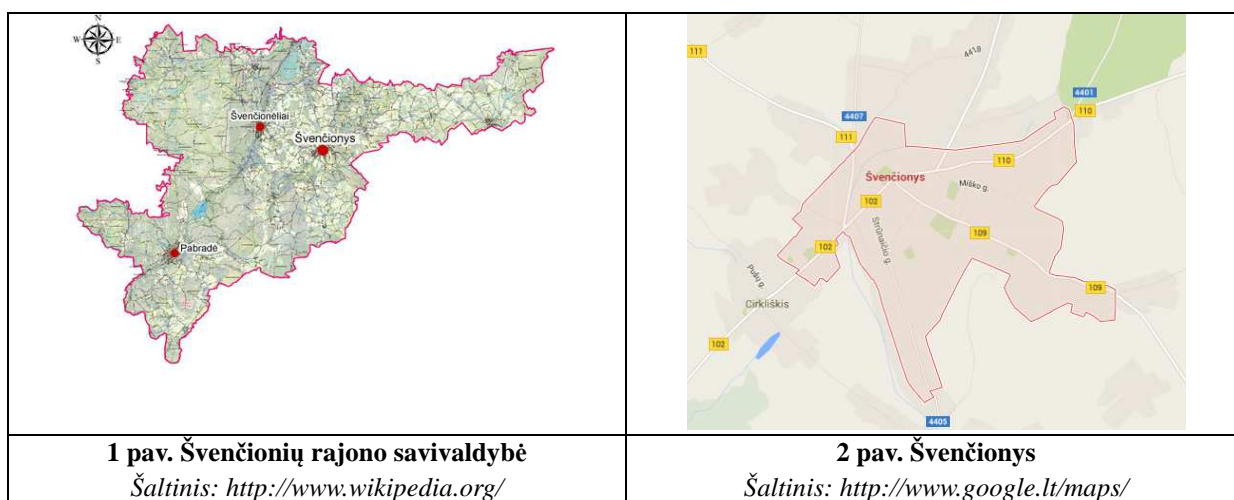 N
W E
S
Švenčionėliai
Švenčionys
Pabradė
111
4418
4401
110
4407
111
110
Švenčionys
Miško g.
102
Strūnaičio g.
109
102
Pušų g.
109
Cirkliškis
102
4405
1 pav. Švenčionių rajono savivaldybė
Šaltinis: http://www.wikipedia.org/
2 pav. Švenčionys
Šaltinis: http://www.google.lt/maps/